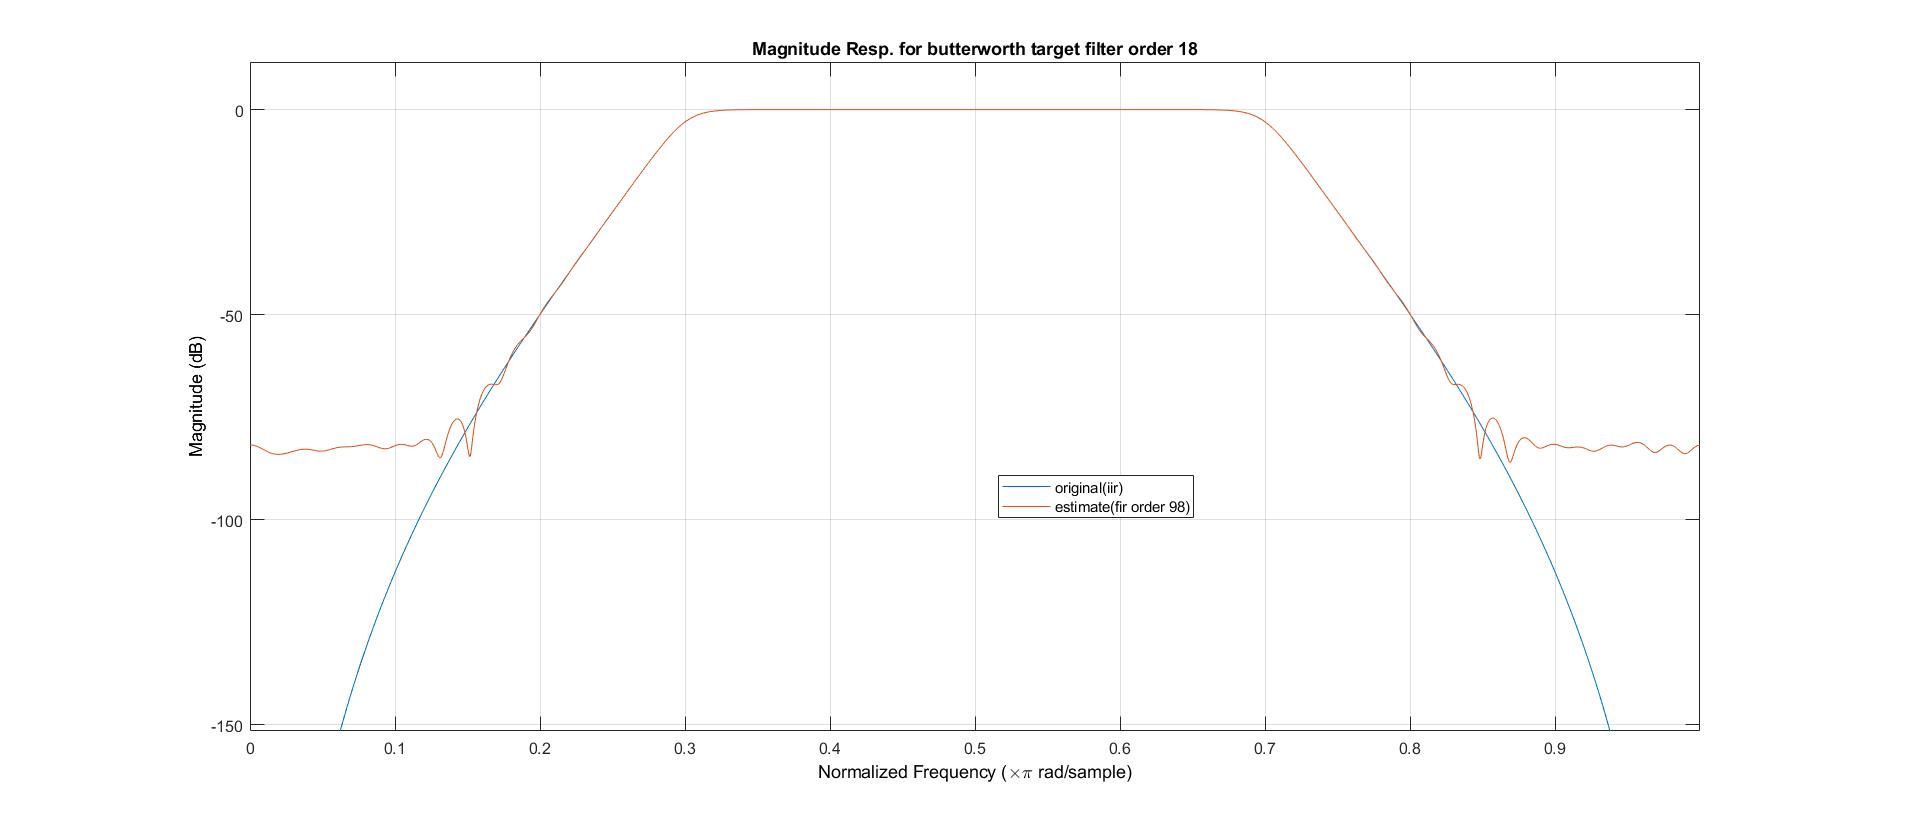 Magnitude Resp. for butterworth target filter order 18
0
-50
-100
-150
Magnitude (dB)
original(iir)
estimate(fir order 98)
0 0.1 0.2 0.3 0.4 0.5 0.6 0.7 0.8 0.9
Normalized Frequency (×π rad/sample)